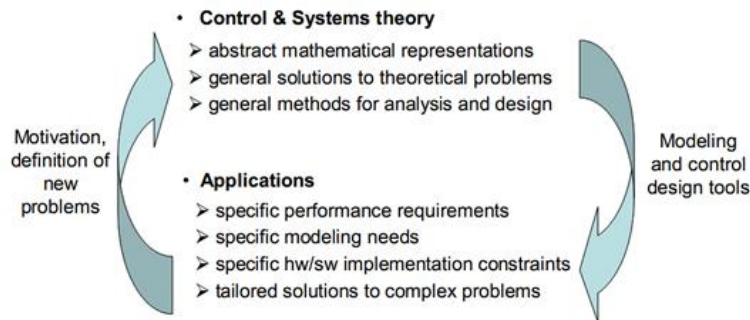 • Control & Systems theory
➢ abstract mathematical representations
➢ general solutions to theoretical problems
➢ general methods for analysis and design
Motivation,
definition of
new
problems
Modeling
and control
design tools
• Applications
➢ specific performance requirements
➢ specific modeling needs
➢ specific hw/sw implementation constraints
➢ tailored solutions to complex problems